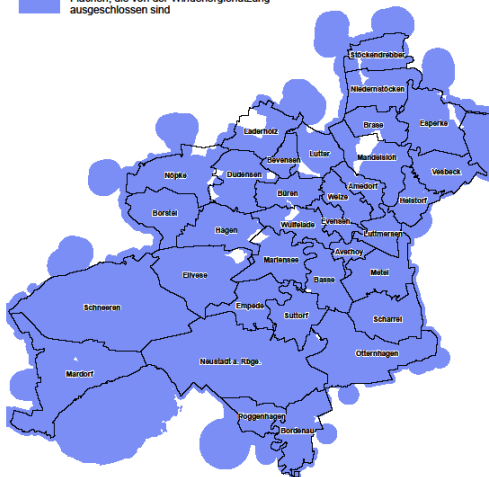 Flächen, die von der Windenergienutzung
ausgeschlossen sind
Stöckendrebber
Niedernstöcken
Brase
Esperke
Laderholz
Lutter
Mandelsloh
Bevensen
Vesbeck
Nöpke
Dudensen
Büren
Welze
Amedorf
Helstorf
Borstel
Hagen
Wulfelade
Evensen
Luttmersen
Mariensee
Averhoy
Eilvese
Basse
Metel
Empede
Schneeren
Suttorf
Scharrel
Otternhagen
Neustadt a. Rbge.
Mardorf
Poggenhagen
Bordenau